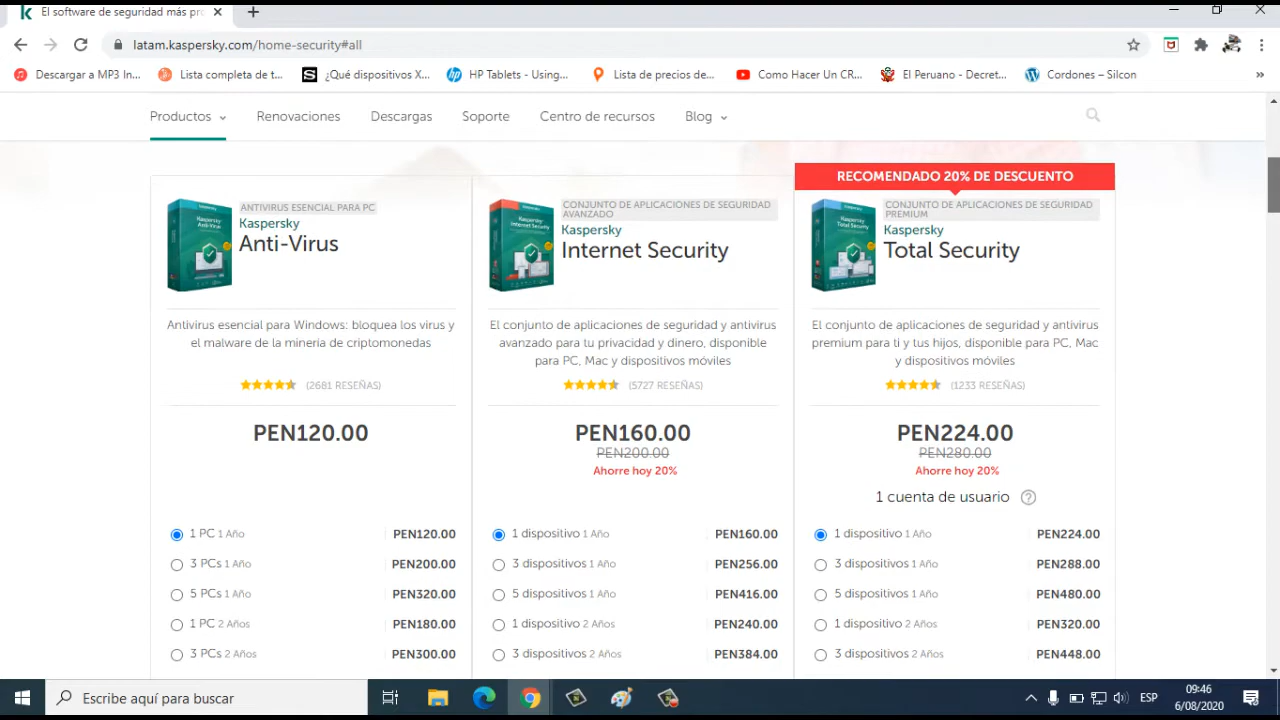 El software de seguridad más pr
latam.kaspersky.com/home-security#all
Descargar a MP3 In...
Lista completa de t...
¿Qué dispositivos X...
HP Tablets - Using...
Lista de precios de...
Como Hacer Un CR...
El Peruano - Decret...
Cordones – Silcon
»
Productos
Renovaciones
Descargas
Soporte
Centro de recursos
Blog
RECOMENDADO 20% DE DESCUENTO
ANTIVIRUS ESENCIAL PARA PC
Kaspersky
Anti-Virus
Antivirus esencial para Windows: bloquea los virus y
el malware de la minería de criptomonedas
(2681 RESEÑAS)
PEN120.00
1 PC 1 Año PEN120.00
3 PCs 1 Año PEN200.00
5 PCs 1 Año PEN320.00
1 PC 2 Años PEN180.00
3 PCs 2 Años PEN300.00
CONJUNTO DE APLICACIONES DE SEGURIDAD
AVANZADO
Kaspersky
Internet Security
El conjunto de aplicaciones de seguridad y antivirus
avanzado para tu privacidad y dinero, disponible
para PC, Mac y dispositivos móviles
(5727 RESEÑAS)
PEN160.00
PEN200.00
Ahorre hoy 20%
1 dispositivo 1 Año PEN160.00
3 dispositivos 1 Año PEN256.00
5 dispositivos 1 Año PEN416.00
1 dispositivo 2 Años PEN240.00
3 dispositivos 2 Años PEN384.00
CONJUNTO DE APLICACIONES DE SEGURIDAD
PREMIUM
Kaspersky
Total Security
El conjunto de aplicaciones de seguridad y antivirus
premium para ti y tus hijos, disponible para PC, Mac
y dispositivos móviles
(1233 RESEÑAS)
PEN224.00
PEN280.00
Ahorre hoy 20%
1 cuenta de usuario ?
1 dispositivo 1 Año PEN224.00
3 dispositivos 1 Año PEN288.00
5 dispositivos 1 Año PEN480.00
1 dispositivo 2 Años PEN320.00
3 dispositivos 2 Años PEN448.00
Escribe aquí para buscar
ESP
09:46
6/08/2020